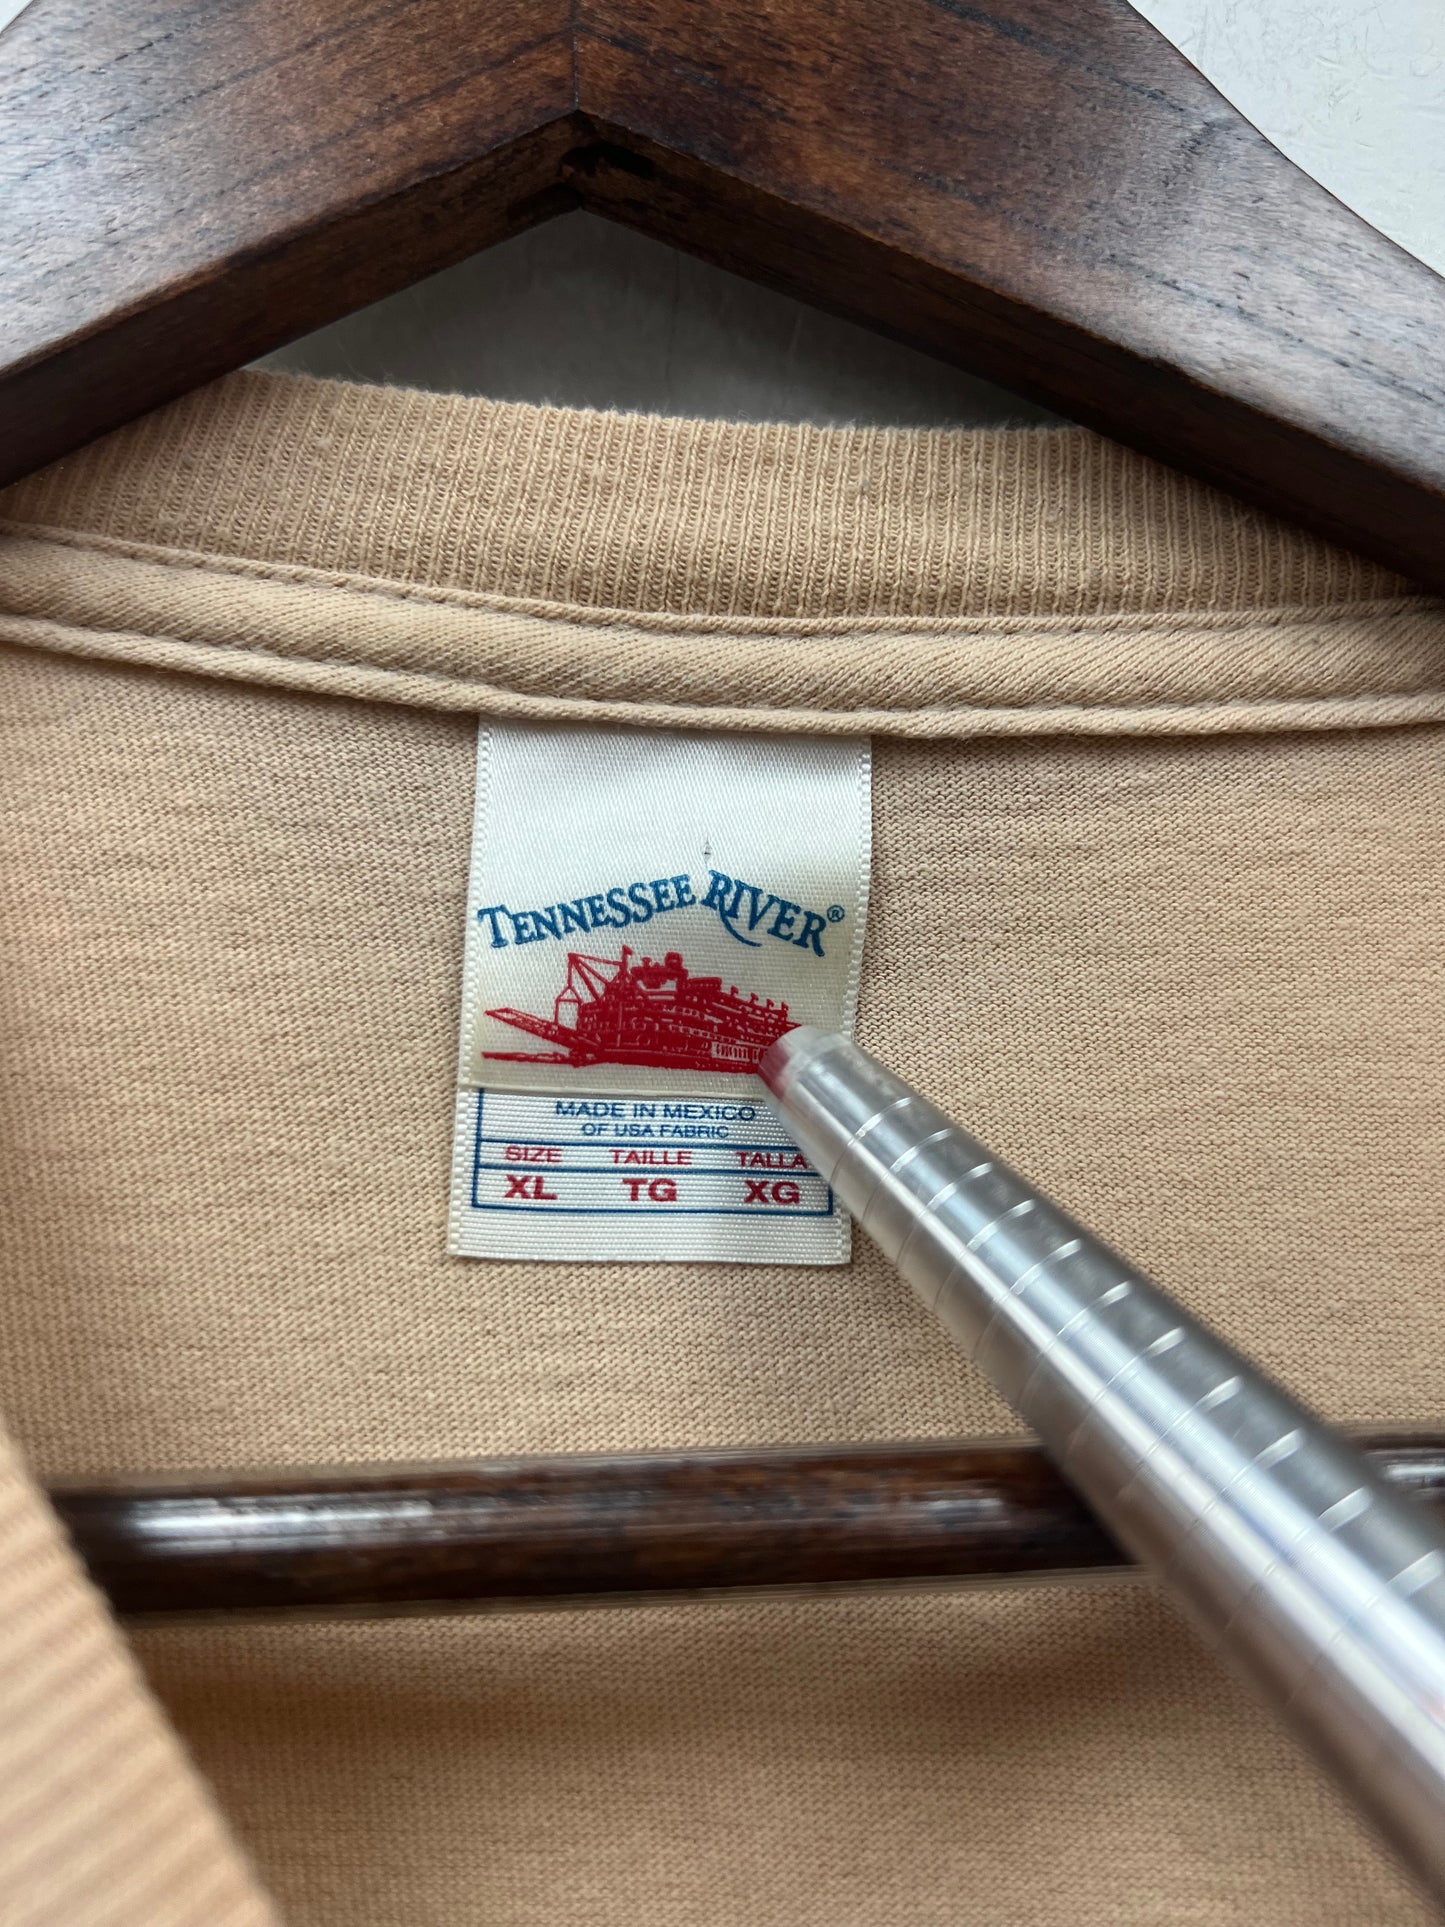 TENNESSEE RIVER®
MADE IN MEXICO
OF USA FABRIC
SIZE TAILLE TALLA
XL TG XG